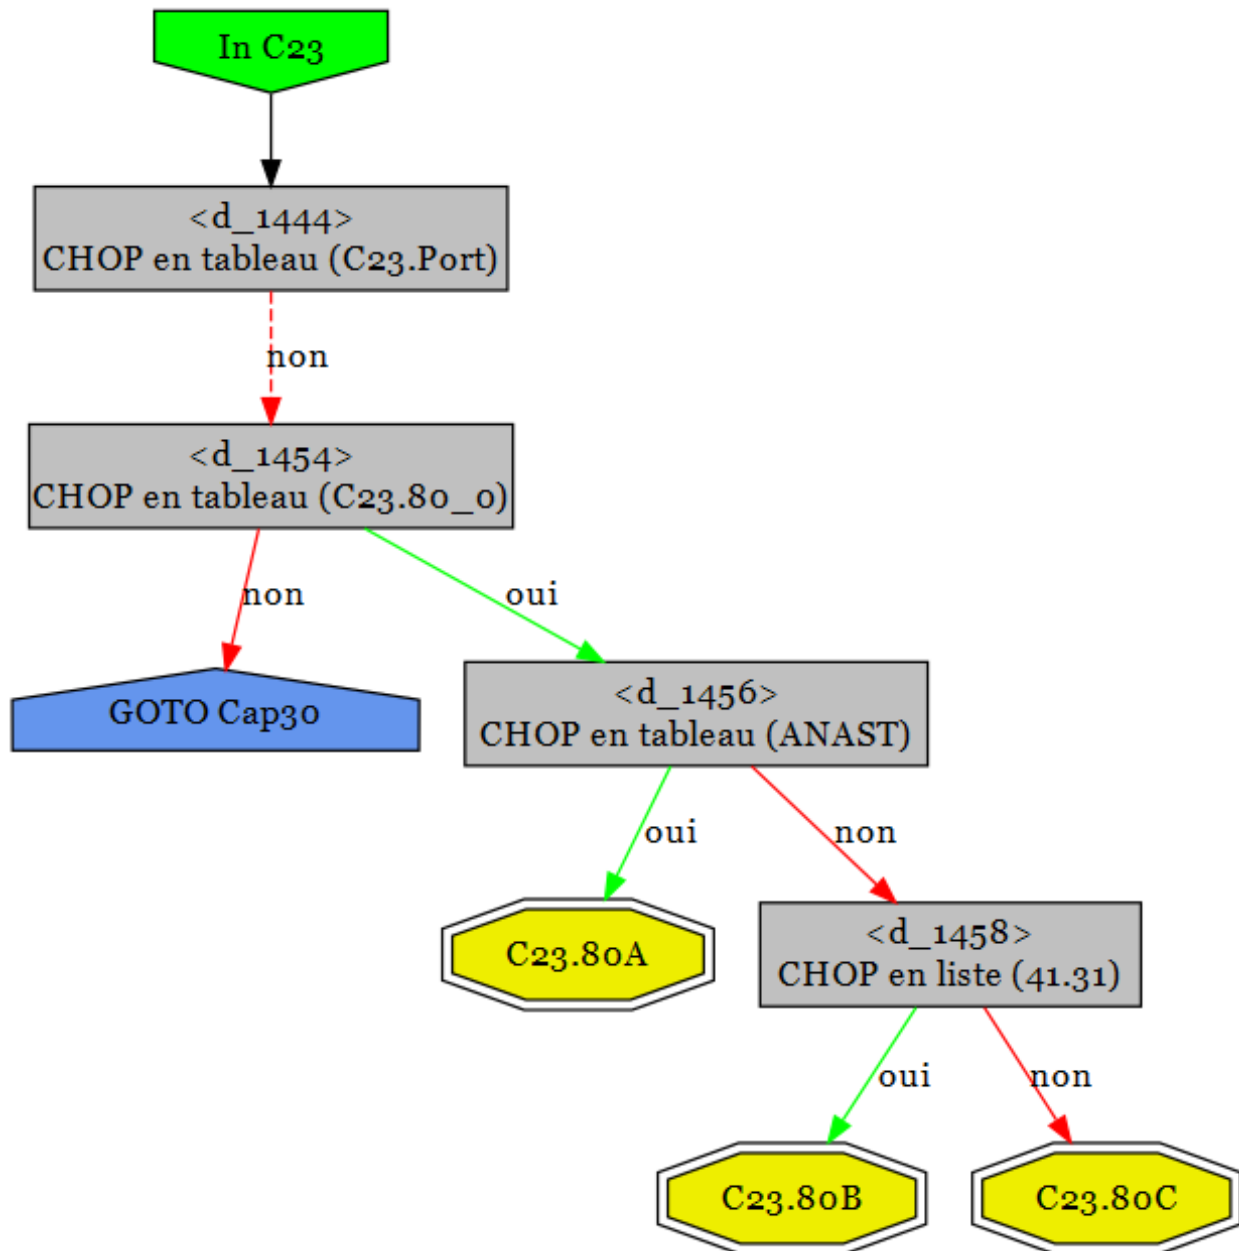 In C23
<d_1444>
CHOP en tableau (C23.Port)
non
<d_1454>
CHOP en tableau (C23.80_0)
non
oui
GOTO Cap30
<d_1456>
CHOP en tableau (ANAST)
oui
non
C23.80A
<d_1458>
CHOP en liste (41.31)
oui
non
C23.80B
C23.80C